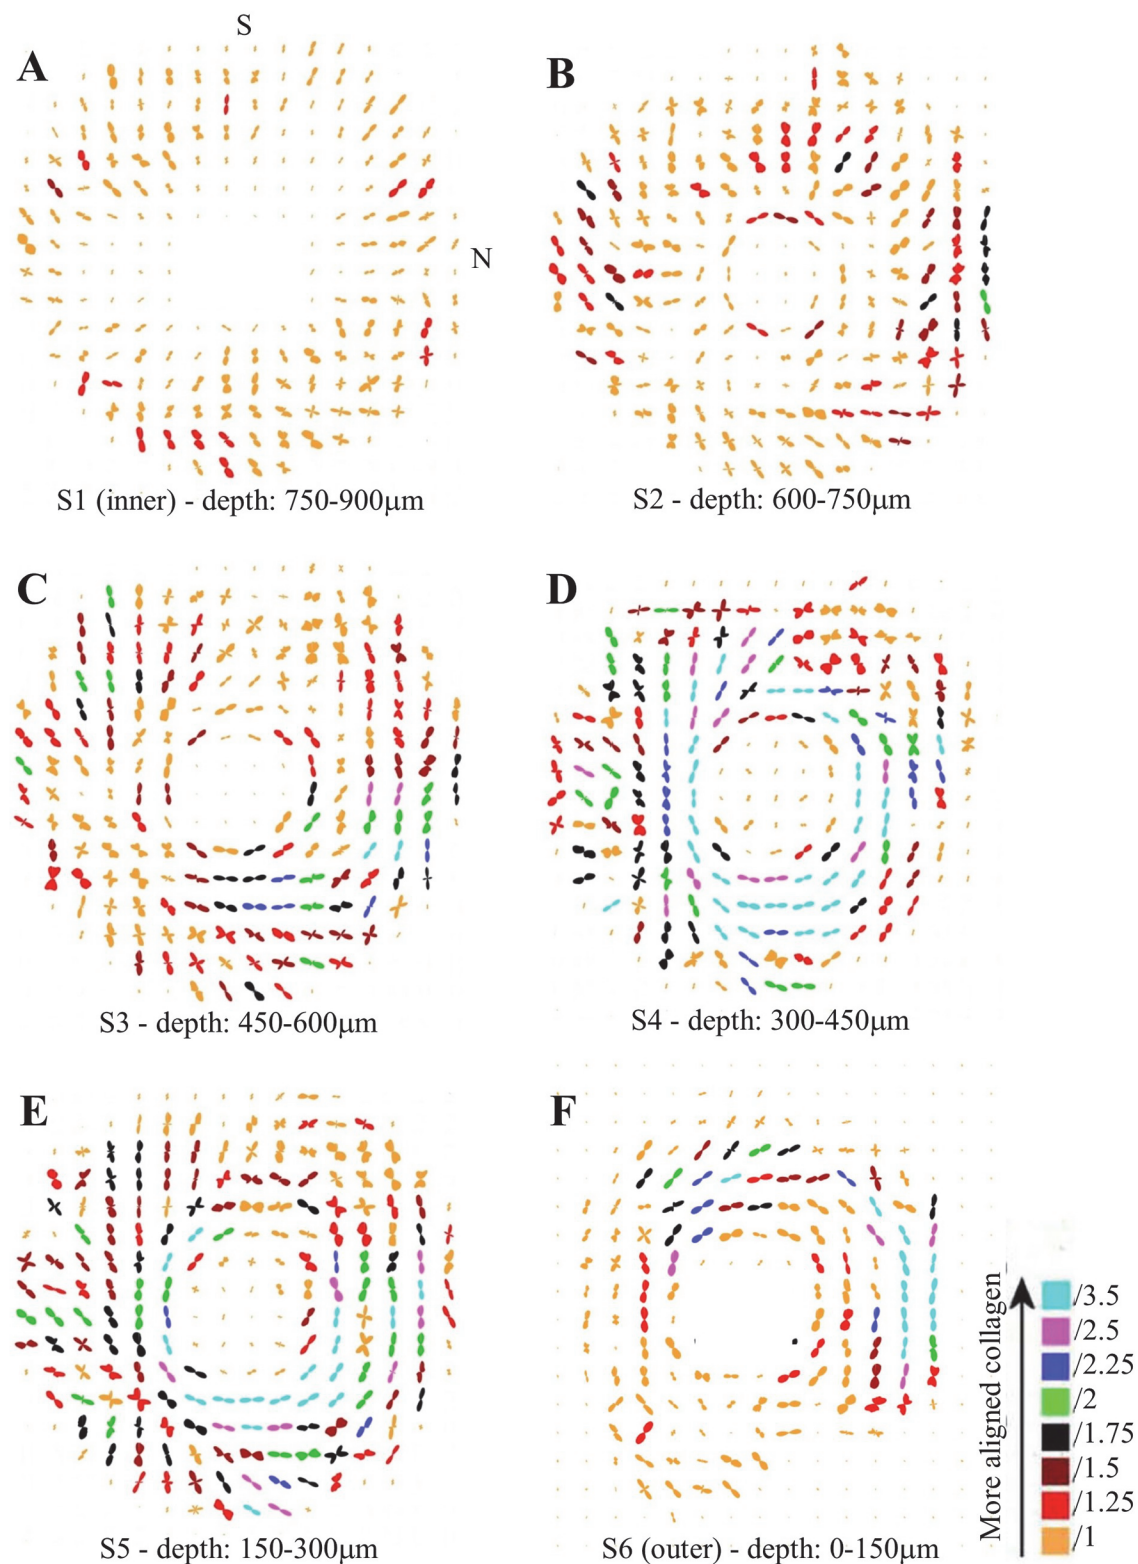 S
A
B
N
S1 (inner) - depth: 750-900μm
S2 - depth: 600-750μm
C
D
S3 - depth: 450-600μm
S4 - depth: 300-450μm
E
F
More aligned collagen
/3.5
/2.5
/2.25
/2
/1.75
/1.5
/1.25
/1
S5 - depth: 150-300μm
S6 (outer) - depth: 0-150μm